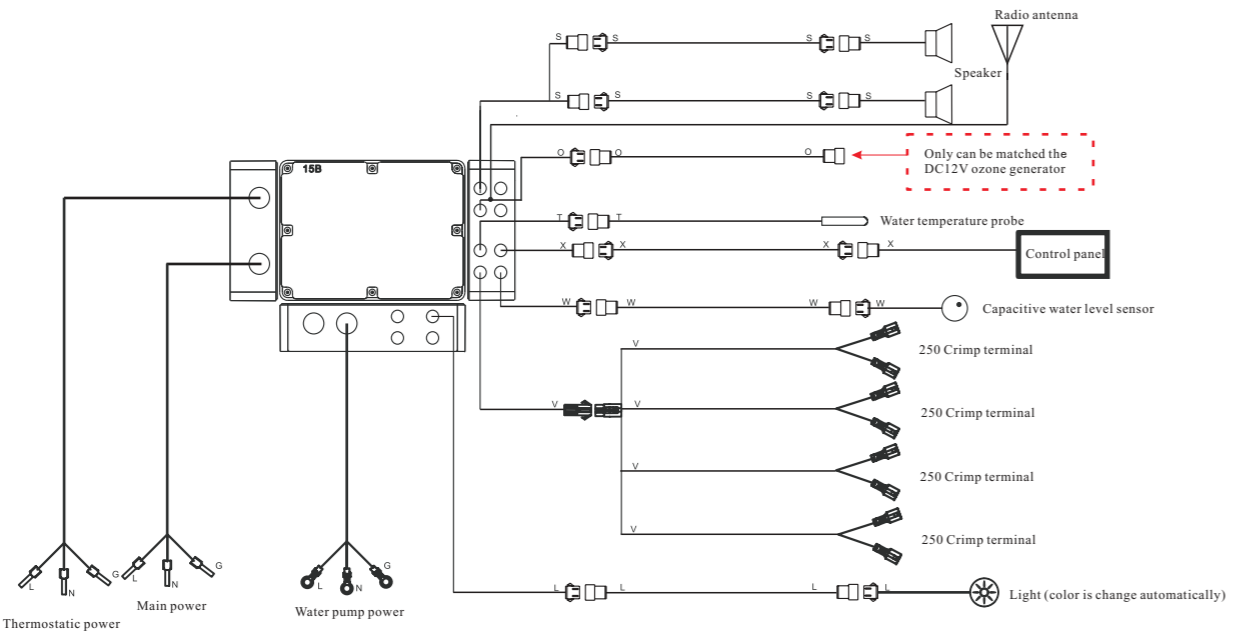 Radio antenna
S S S S
Speaker
S S S S
O O O
Only can be matched the
DC12V ozone generator
15B
T T
Water temperature probe
X X X X
Control panel
W W W W
Capacitive water level sensor
V
250 Crimp terminal
V V
250 Crimp terminal
V
250 Crimp terminal
V
250 Crimp terminal
L N G
Thermostatic power
L N G
Main power
L N G
Water pump power
L L L L
Light (color is change automatically)